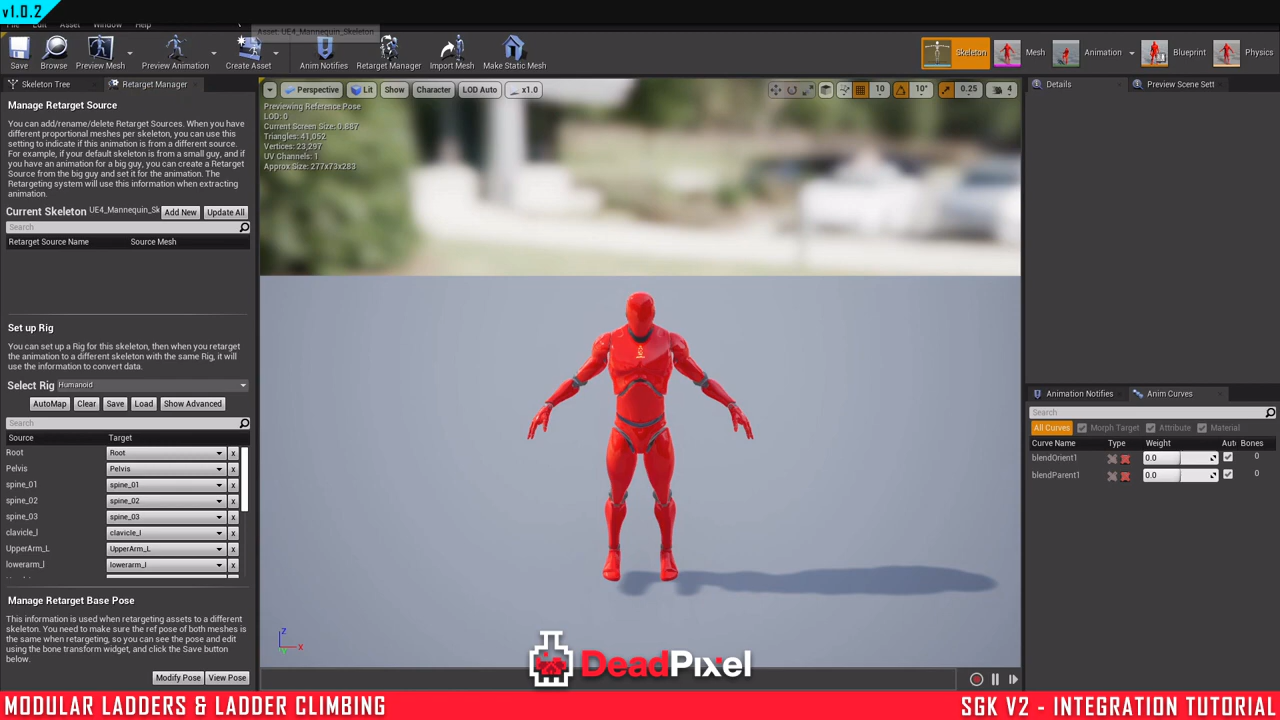 v1.0.2
File Edit Asset Window Help
Asset: UE4_Mannequin_Skeleton
Save
Browse
Preview Mesh
Preview Animation
Create Asset
Anim Notifies
Retarget Manager
Import Mesh
Make Static Mesh
Skeleton
Mesh
Animation
Blueprint
Physics
Skeleton Tree
Retarget Manager
Manage Retarget Source
You can add/rename/delete Retarget Sources. When you have
different proportional meshes per skeleton, you can use this
setting to indicate if this animation is from a different source.
For example, if your default skeleton is from a small guy, and if
you have an animation for a big guy, you can create a Retarget
Source from the big guy and set it for the animation. The
Retargeting system will use this information when extracting
animation.
Current Skeleton UE4_Mannequin_Sk Add New Update All
Search
Retarget Source Name Source Mesh
Set up Rig
You can set up a Rig for this skeleton, then when you retarget
the animation to a different skeleton with the same Rig, it will
use the information to convert data.
Select Rig Humanoid
AutoMap Clear Save Load Show Advanced
Search
Source Target
Root Root x
Pelvis Pelvis x
spine_01 spine_01 x
spine_02 spine_02 x
spine_03 spine_03 x
clavicle_l clavicle_l x
UpperArm_L UpperArm_L x
lowerarm_l lowerarm_l x
Manage Retarget Base Pose
This information is used when retargeting assets to a different
skeleton. You need to make sure the ref pose of both meshes is
the same when retargeting, so you can see the pose and edit
using the bone transform widget, and click the Save button
below.
Modify Pose View Pose
Perspective Lit Show Character LOD Auto x1.0
10 10° 0.25 4
Previewing Reference Pose
LOD: 0
Current Screen Size: 0.887
Triangles: 41,052
Vertices: 23,297
UV Channels: 1
Approx Size: 277x73x283
Z
X
DeadPixel
Details
Preview Scene Sett
Animation Notifies
Anim Curves
Search
All Curves Morph Target Attribute Material
Curve Name Type Weight Auto Bones
blendOrient1 0.0 0
blendParent1 0.0 0
MODULAR LADDERS & LADDER CLIMBING
SGK V2 - INTEGRATION TUTORIAL